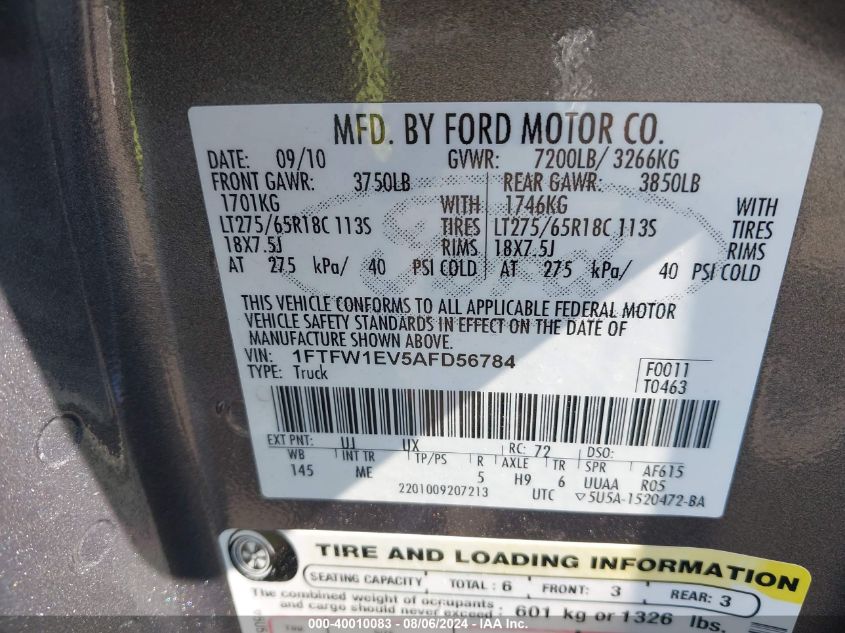 MFD. BY FORD MOTOR CO.
DATE: 09/10 GVWR: 7200LB/ 3266KG
FRONT GAWR: 3750LB REAR GAWR: 3850LB
1701KG WITH 1746KG WITH
LT275/65R18C 113S TIRES LT275/65R18C 113S TIRES
18X7.5J RIMS 18X7.5J RIMS
AT 275 kPa/ 40 PSI COLD AT 275 kPa/ 40 PSI COLD
THIS VEHICLE CONFORMS TO ALL APPLICABLE FEDERAL MOTOR
VEHICLE SAFETY STANDARDS IN EFFECT ON THE DATE OF
MANUFACTURE SHOWN ABOVE.
VIN: 1FTFW1EV5AFD56784
TYPE: Truck
F0011
T0463
EXT PNT: UJ UX RC: 72 DSO:
WB INT TR TP/PS R AXLE TR SPR AF615
145 ME 5 H9 6 UUAA R05
2201009207213 UTC ▽5U5A-1520472-BA
TIRE AND LOADING INFORMATION
SEATING CAPACITY TOTAL : 6 FRONT: 3 REAR: 3
The combined weight of occupants
and cargo should never exceed: 601 kg or 1326 lbs.
000-40010083 - 08/06/2024 - IAA Inc.